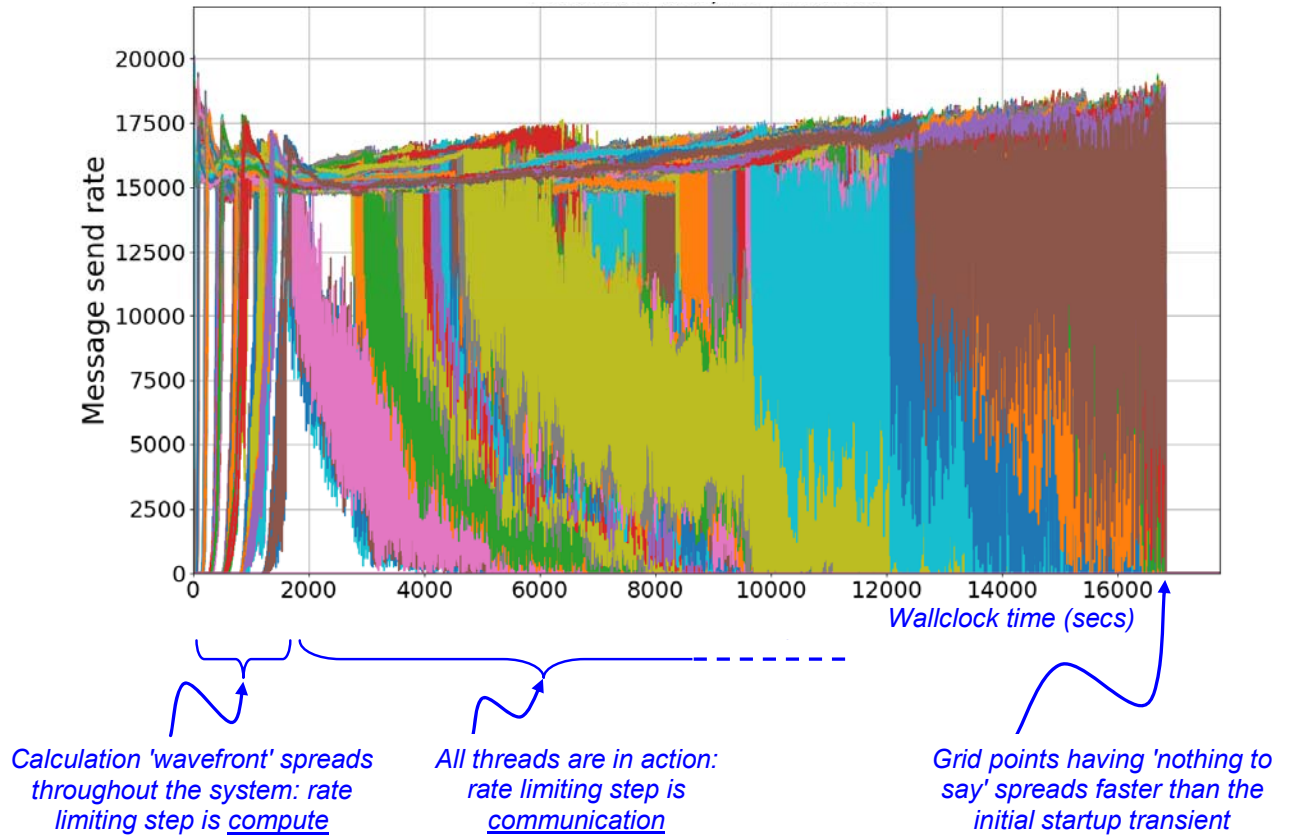 20000
17500
15000
12500
10000
7500
5000
2500
0
Message send rate
0 2000 4000 6000 8000 10000 12000 14000 16000
Wallclock time (secs)
Calculation 'wavefront' spreads
throughout the system: rate
limiting step is compute
All threads are in action:
rate limiting step is
communication
Grid points having 'nothing to
say' spreads faster than the
initial startup transient